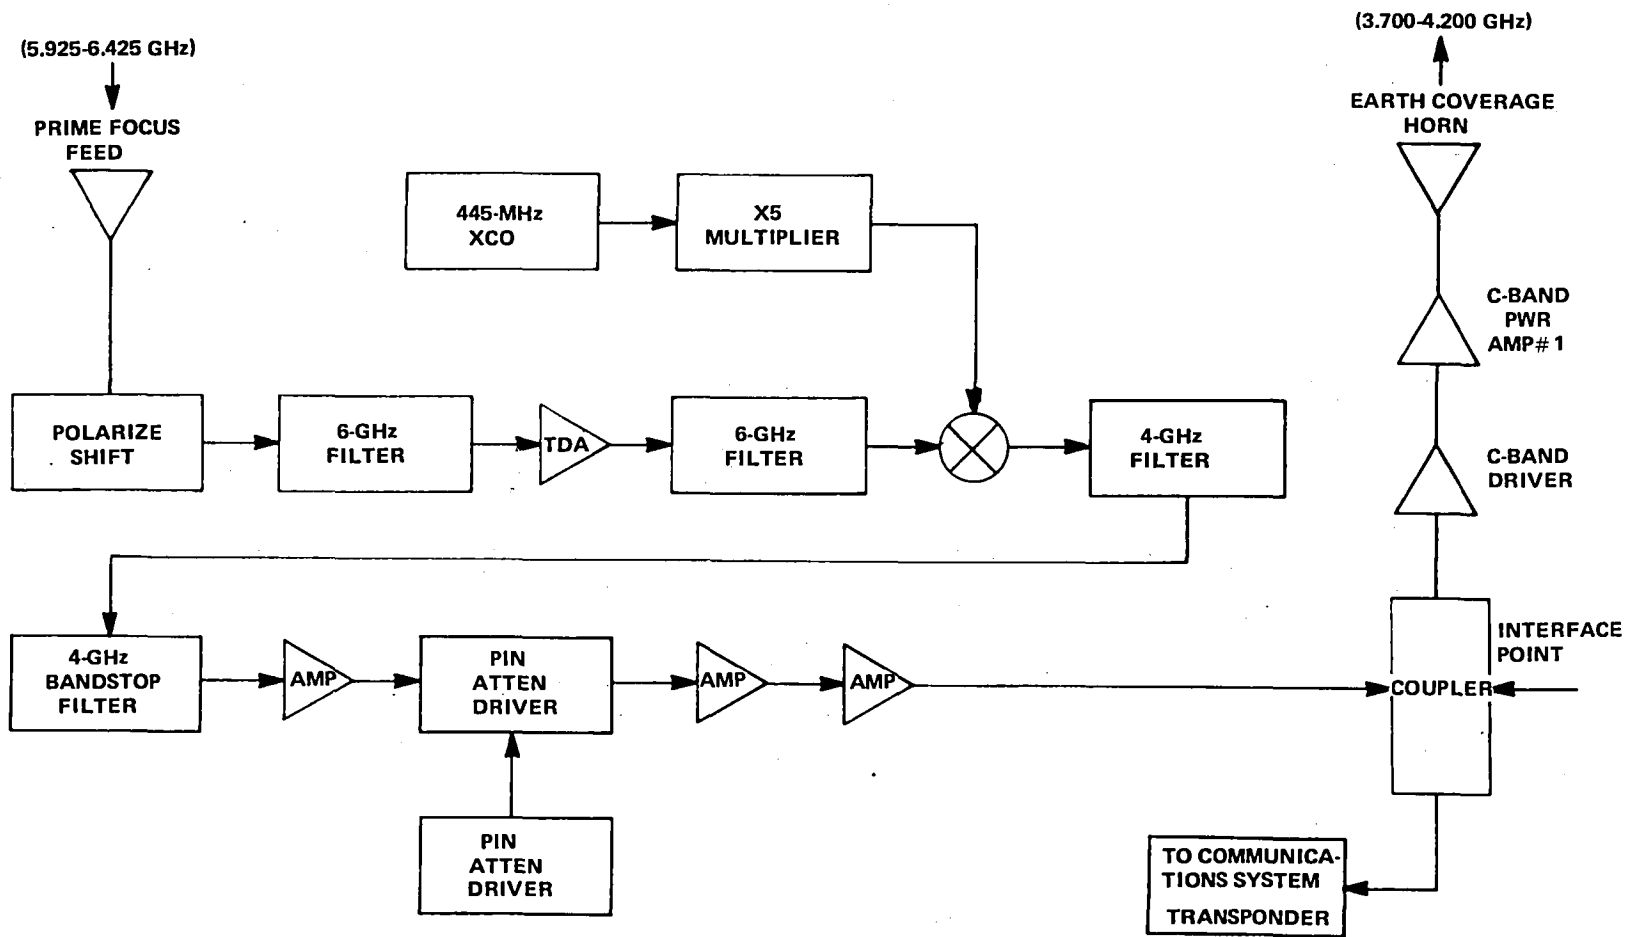 (5.925-6.425 GHz)
PRIME FOCUS
FEED
(3.700-4.200 GHz)
EARTH COVERAGE
HORN
445-MHz
XCO
X5
MULTIPLIER
C-BAND
PWR
AMP# 1
POLARIZE
SHIFT
6-GHz
FILTER
TDA
6-GHz
FILTER
4-GHz
FILTER
C-BAND
DRIVER
4-GHz
BANDSTOP
FILTER
AMP
PIN
ATTEN
DRIVER
AMP
AMP
COUPLER
INTERFACE
POINT
PIN
ATTEN
DRIVER
TO COMMUNICA-
TIONS SYSTEM
TRANSPONDER